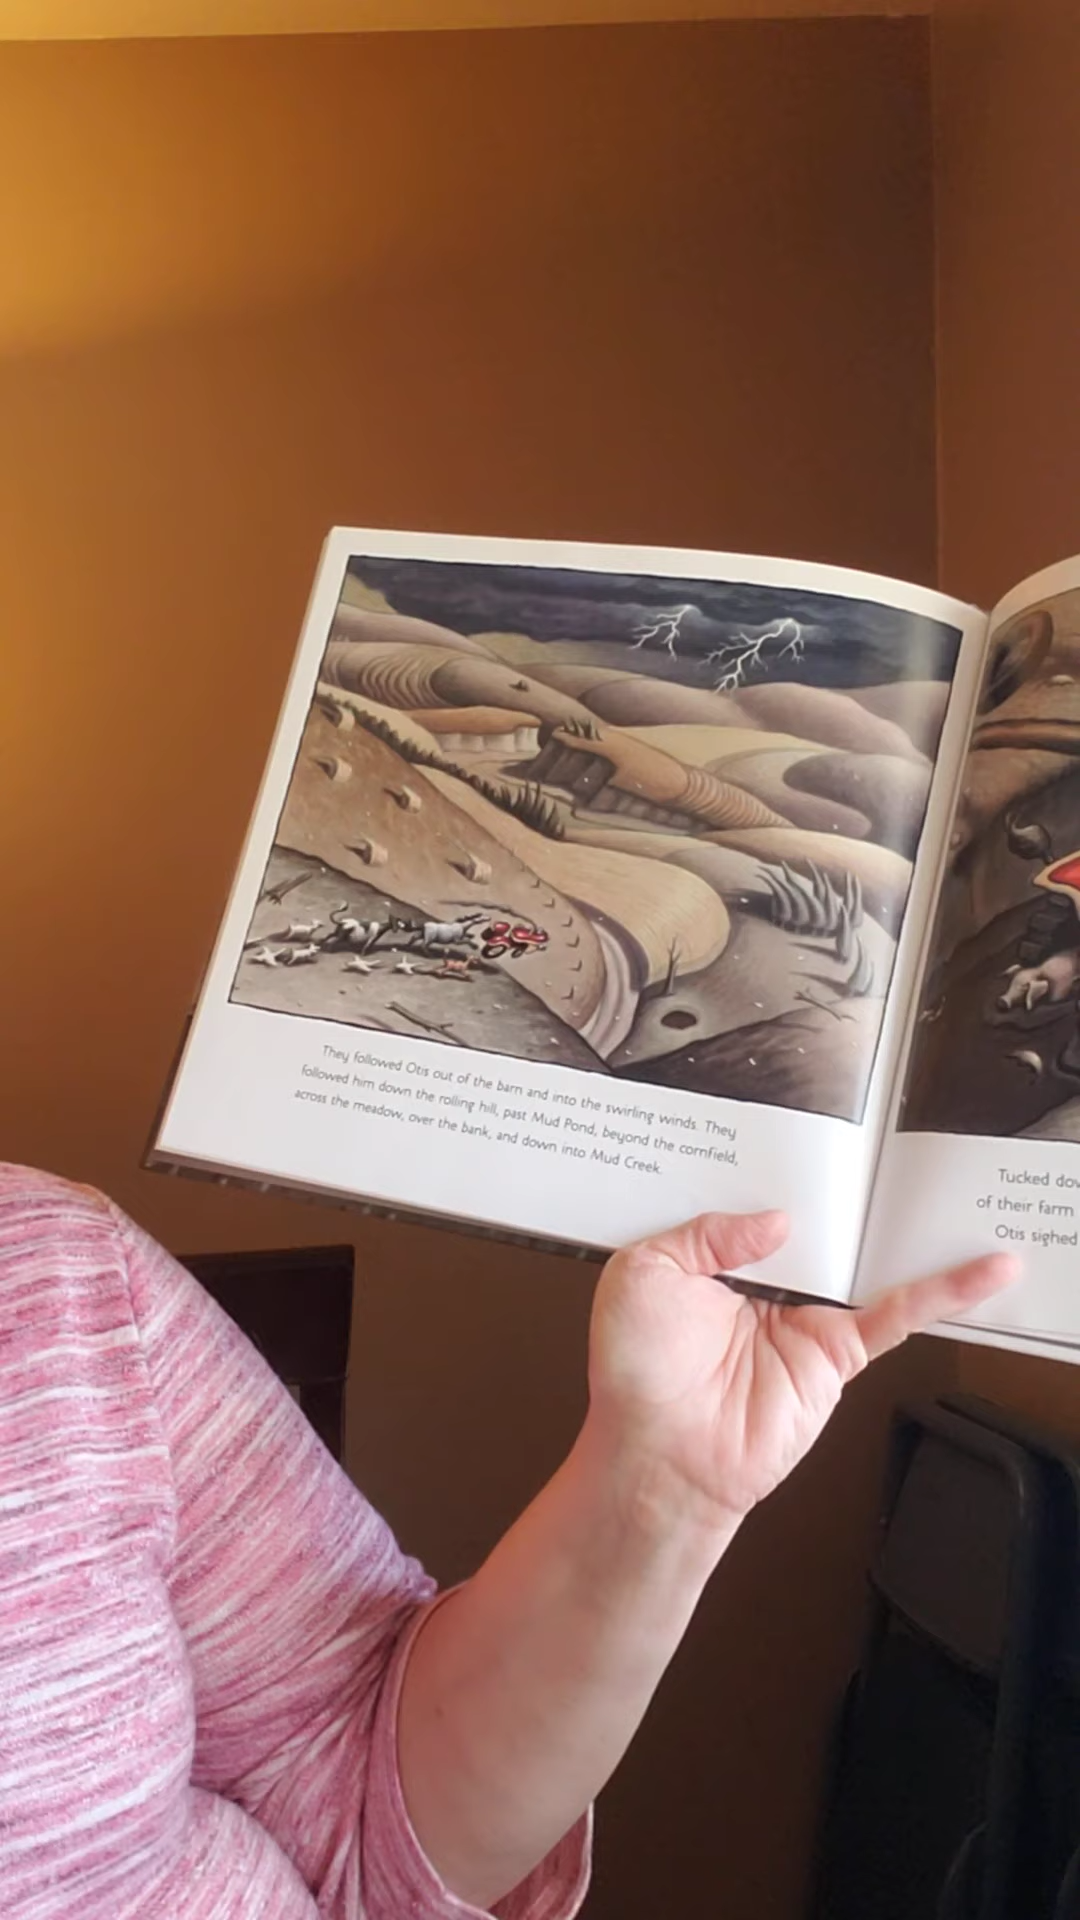 They followed Otis out of the barn and into the swirling winds. They
followed him down the rolling hill, past Mud Pond, beyond the cornfield,
across the meadow, over the bank, and down into Mud Creek.
Tucked
of their farm
Otis sighed